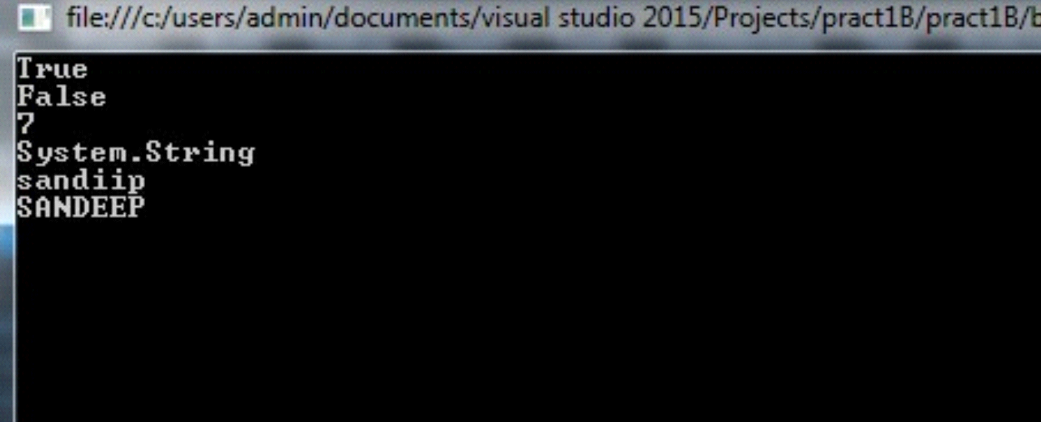 file:///c:/users/admin/documents/visual studio 2015/Projects/pract1B/pract1B/b
True
False
7
System.String
sandiip
SANDEEP